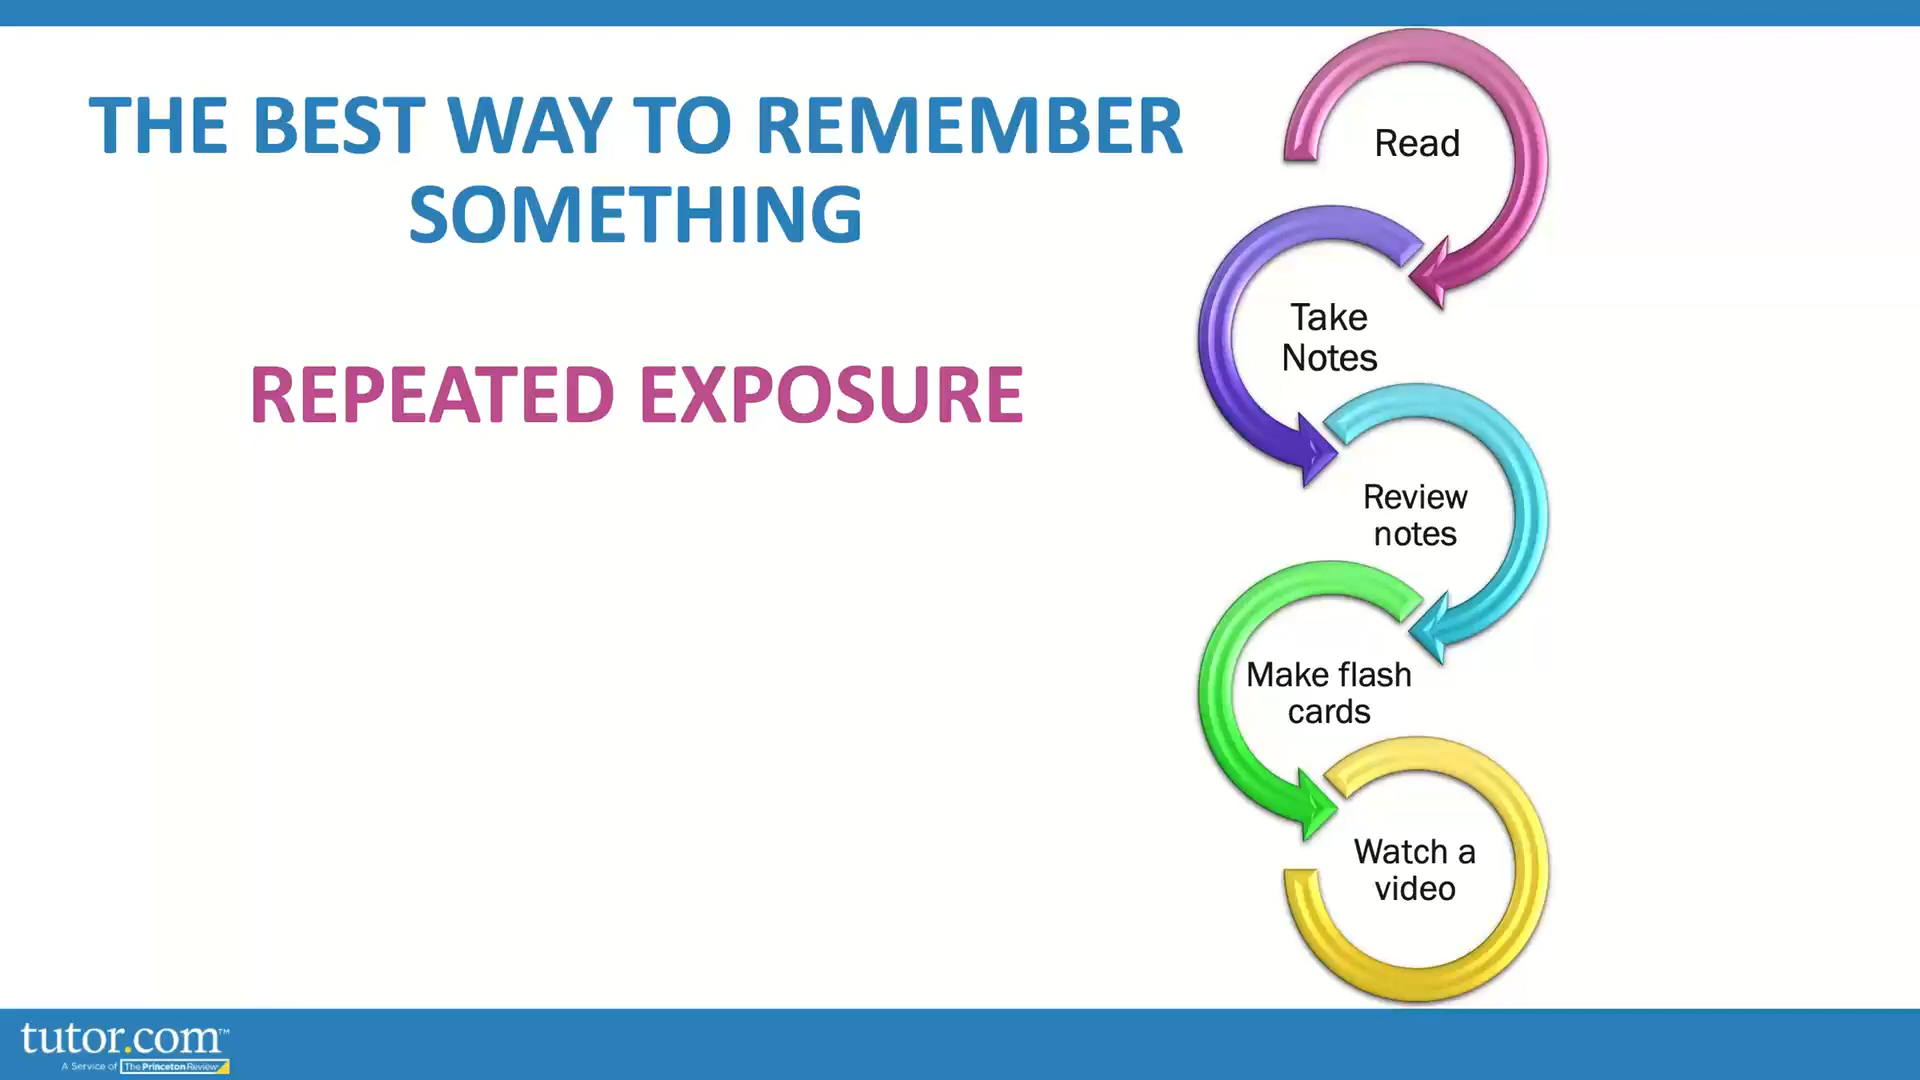 THE BEST WAY TO REMEMBER
SOMETHING
REPEATED EXPOSURE
Read
Take
Notes
Review
notes
Make flash
cards
Watch a
video
tutor.com™
A Service of The Princeton Review